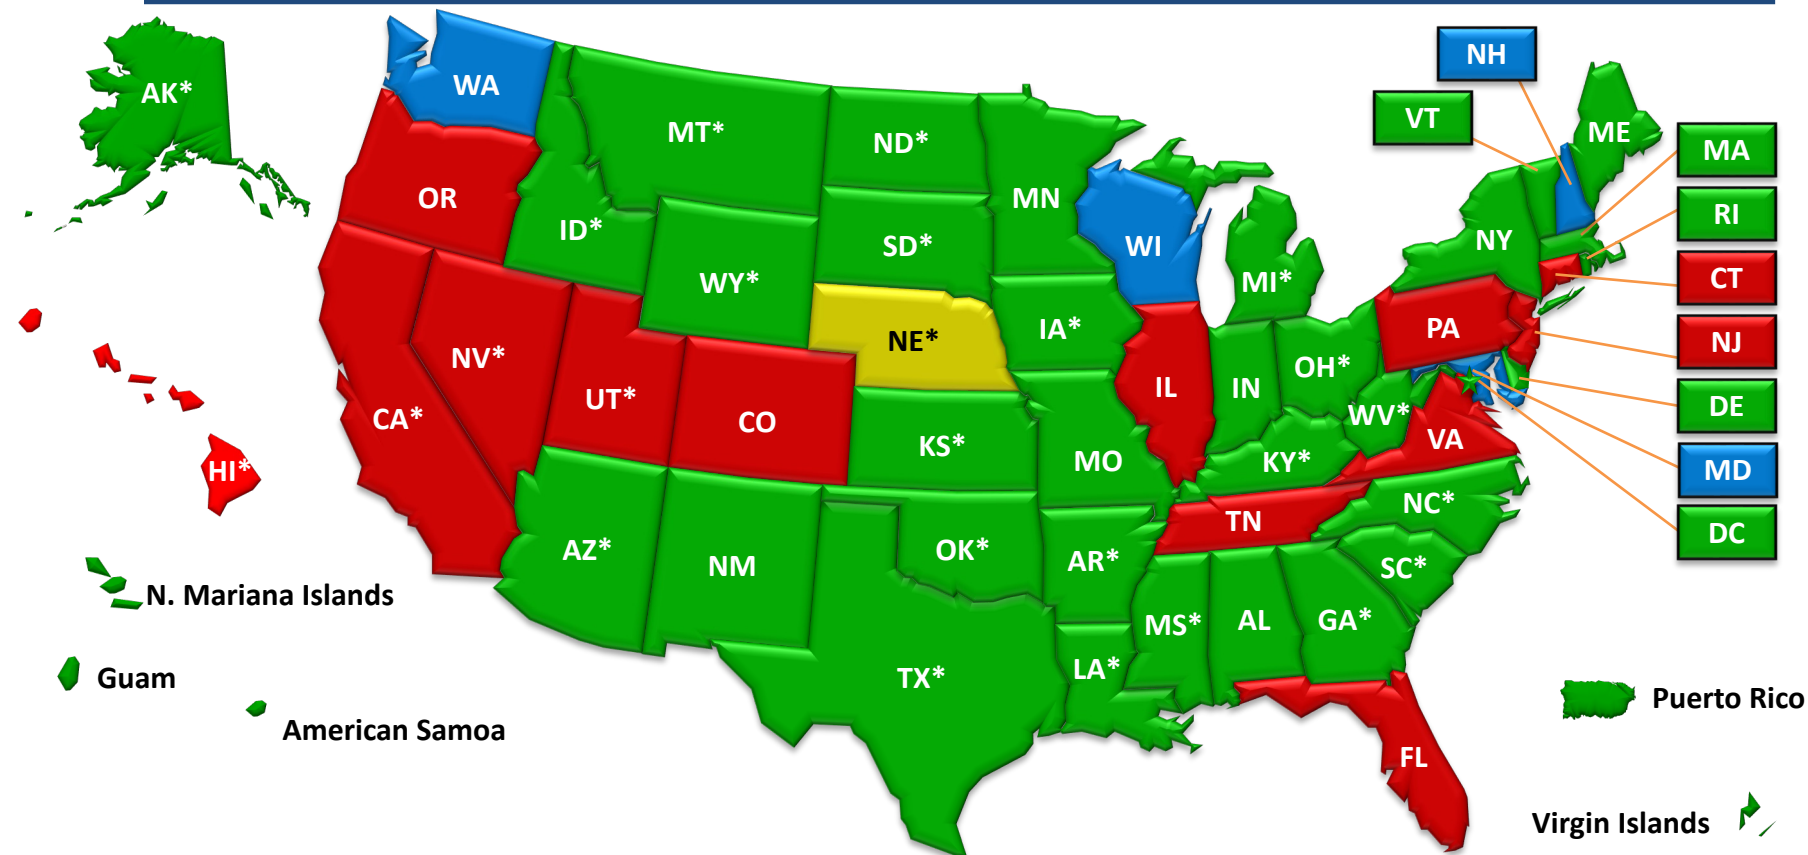 NH
WA
AK*
VT
MT*
ME
ND*
MA
OR
MN
RI
ID*
NY
SD*
WI
CT
WY*
MI*
IA*
PA
NJ
NE*
NV*
OH*
IL
IN
UT*
DE
CA*
CO
WV*
VA
KS*
MO
KY*
HI*
MD
NC*
TN
DC
AZ*
OK*
AR*
NM
SC*
N. Mariana Islands
MS*
AL
GA*
LA*
Guam
TX*
Puerto Rico
American Samoa
FL
Virgin Islands